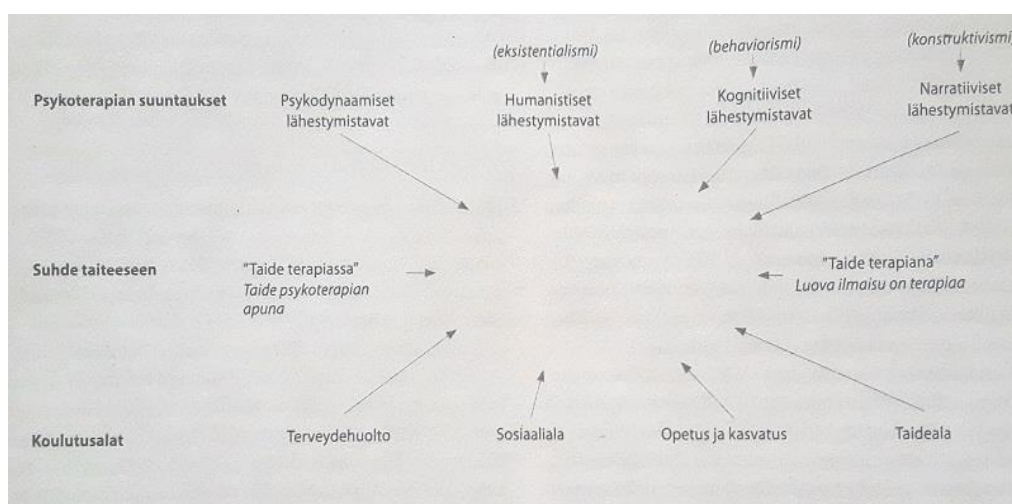 (eksistentialismi) (behaviorismi) (konstruktivismi)
Psykoterapian suuntaukset Psykodynaamiset Humanistiset Kognitiiviset Narratiiviset
lähestymistavat lähestymistavat lähestymistavat lähestymistavat
Suhde taiteeseen "Taide terapiassa" "Taide terapiana"
Taide psykoterapian Luova ilmaisu on terapiaa
apuna
Koulutusalat Terveydehuolto Sosiaaliala Opetus ja kasvatus Taideala